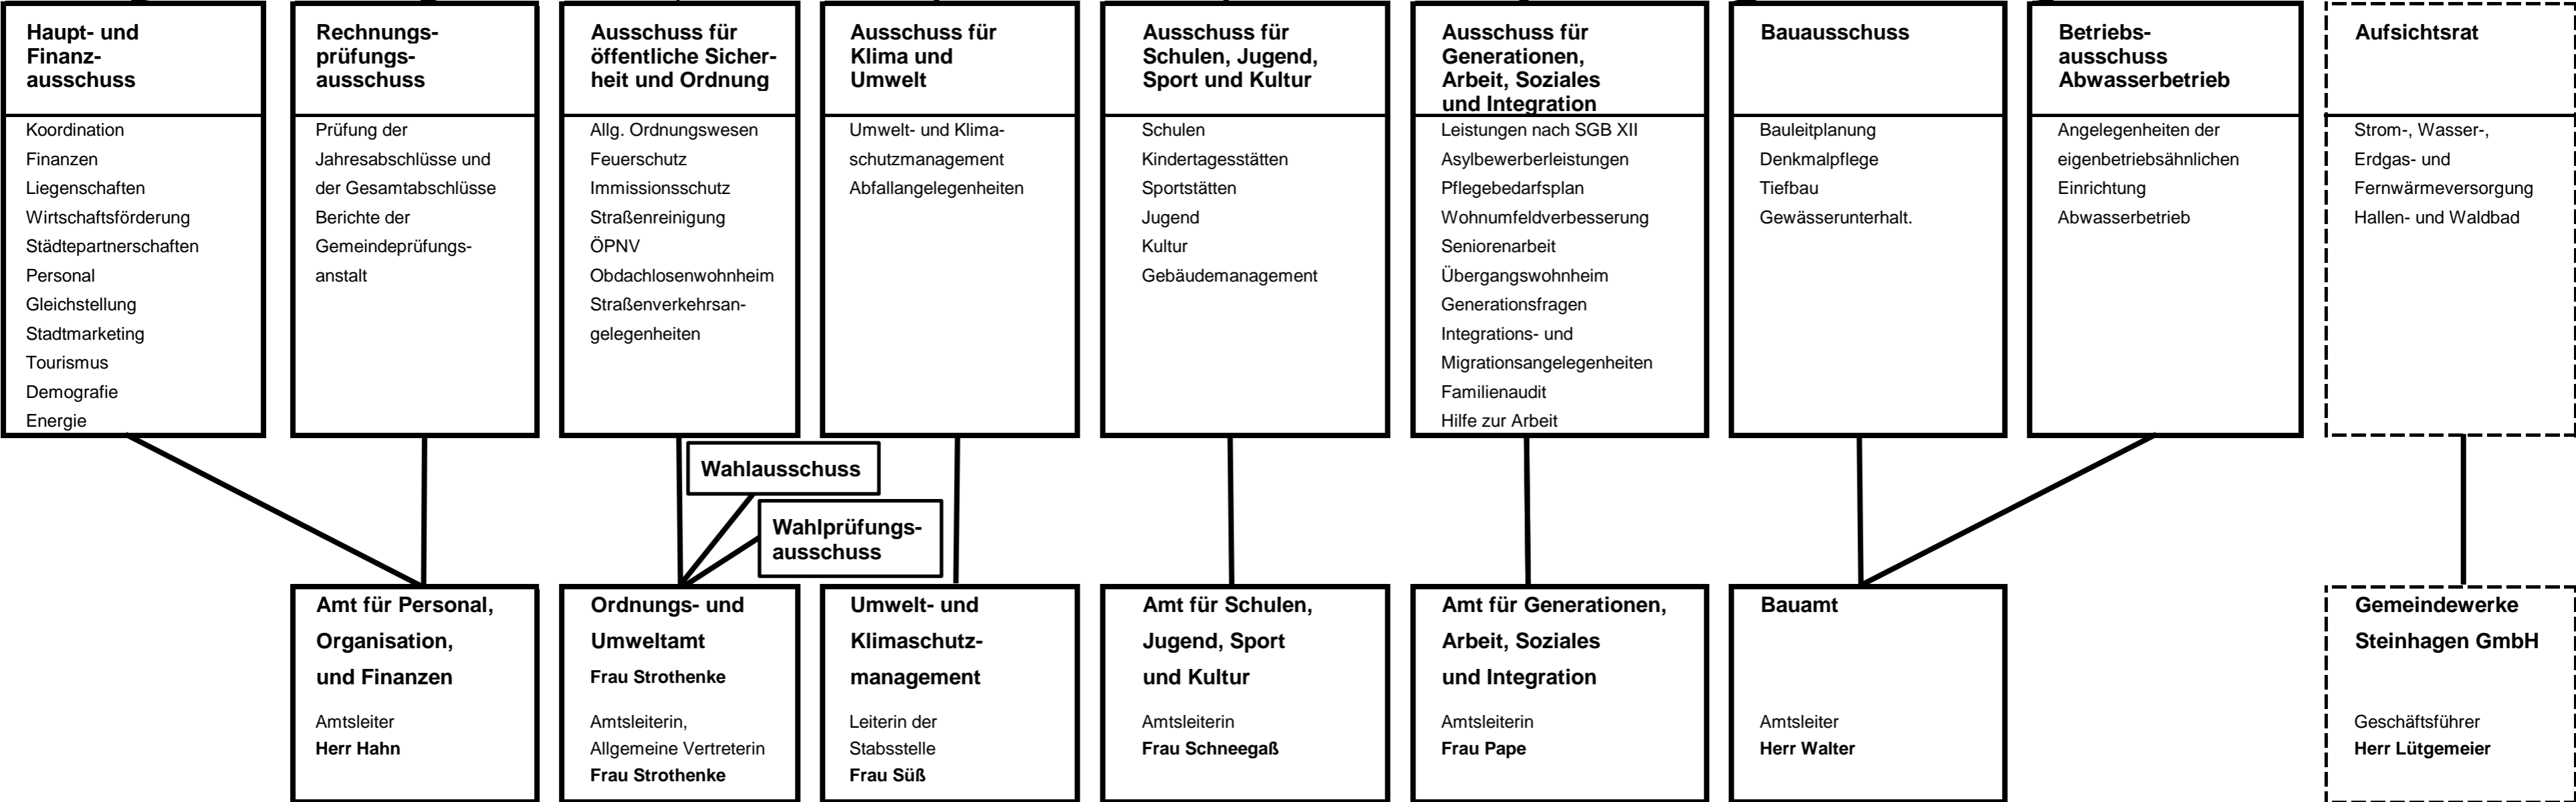 Haupt- und
Finanz-
ausschuss
Koordination
Finanzen
Liegenschaften
Wirtschaftsförderung
Städtepartnerschaften
Personal
Gleichstellung
Stadtmarketing
Tourismus
Demografie
Energie
Rechnungs-
prüfungs-
ausschuss
Prüfung der
Jahresabschlüsse und
der Gesamtabschlüsse
Berichte der
Gemeindeprüfungs-
anstalt
Ausschuss für
öffentliche Sicher-
heit und Ordnung
Allg. Ordnungswesen
Feuerschutz
Immissionsschutz
Straßenreinigung
ÖPNV
Obdachlosenwohnheim
Straßenverkehrsan-
gelegenheiten
Ausschuss für
Klima und
Umwelt
Umwelt- und Klima-
schutzmanagement
Abfallangelegenheiten
Ausschuss für
Schulen, Jugend,
Sport und Kultur
Schulen
Kindertagesstätten
Sportstätten
Jugend
Kultur
Gebäudemanagement
Ausschuss für
Generationen,
Arbeit, Soziales
und Integration
Leistungen nach SGB XII
Asylbewerberleistungen
Pflegebedarfsplan
Wohnumfeldverbesserung
Seniorenarbeit
Übergangswohnheim
Generationsfragen
Integrations- und
Migrationsangelegenheiten
Familienaudit
Hilfe zur Arbeit
Bauausschuss
Bauleitplanung
Denkmalpflege
Tiefbau
Gewässerunterhalt.
Betriebs-
ausschuss
Abwasserbetrieb
Angelegenheiten der
eigenbetriebsähnlichen
Einrichtung
Abwasserbetrieb
Aufsichtsrat
Strom-, Wasser-,
Erdgas- und
Fernwärmeversorgung
Hallen- und Waldbad
Wahlausschuss
Wahlprüfungs-
ausschuss
Amt für Personal,
Organisation,
und Finanzen
Amtsleiter
Herr Hahn
Ordnungs- und
Umweltamt
Frau Strothenke
Amtsleiterin,
Allgemeine Vertreterin
Frau Strothenke
Umwelt- und
Klimaschutz-
management
Leiterin der
Stabsstelle
Frau Süß
Amt für Schulen,
Jugend, Sport
und Kultur
Amtsleiterin
Frau Schneegaß
Amt für Generationen,
Arbeit, Soziales
und Integration
Amtsleiterin
Frau Pape
Bauamt
Amtsleiter
Herr Walter
Gemeindewerke
Steinhagen GmbH
Geschäftsführer
Herr Lütgemeier